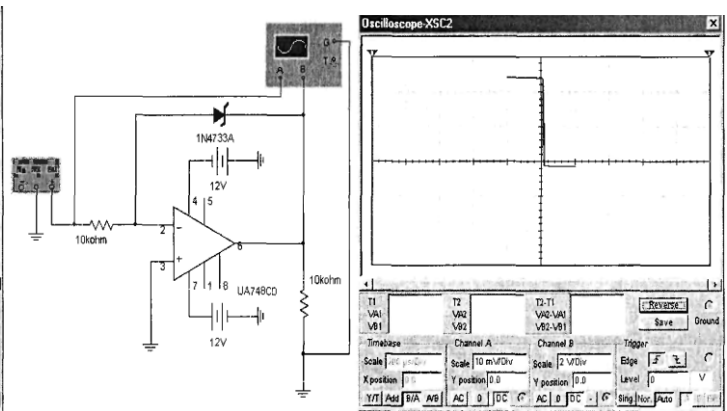 Oscilloscope-XSC2
G
T
A B
1N4733A
12V
4 5
2
10kohm
6
3
7 1 8
UA748CD
10kohm
12V
T1
VA1
VB1
T2
VA2
VB2
T2-T1
VA2-VA1
VB2-VB1
Reverse
Save
Ground
Timebase
Scale
X position 0.0
Y/T Add B/A A/B
Channel A
Scale 10 mV/Div
Y position 0.0
AC 0 DC
Channel B
Scale 2 V/Div
Y position 0.0
AC 0 DC -
Trigger
Edge
Level 0 V
Sing. Nor. Auto